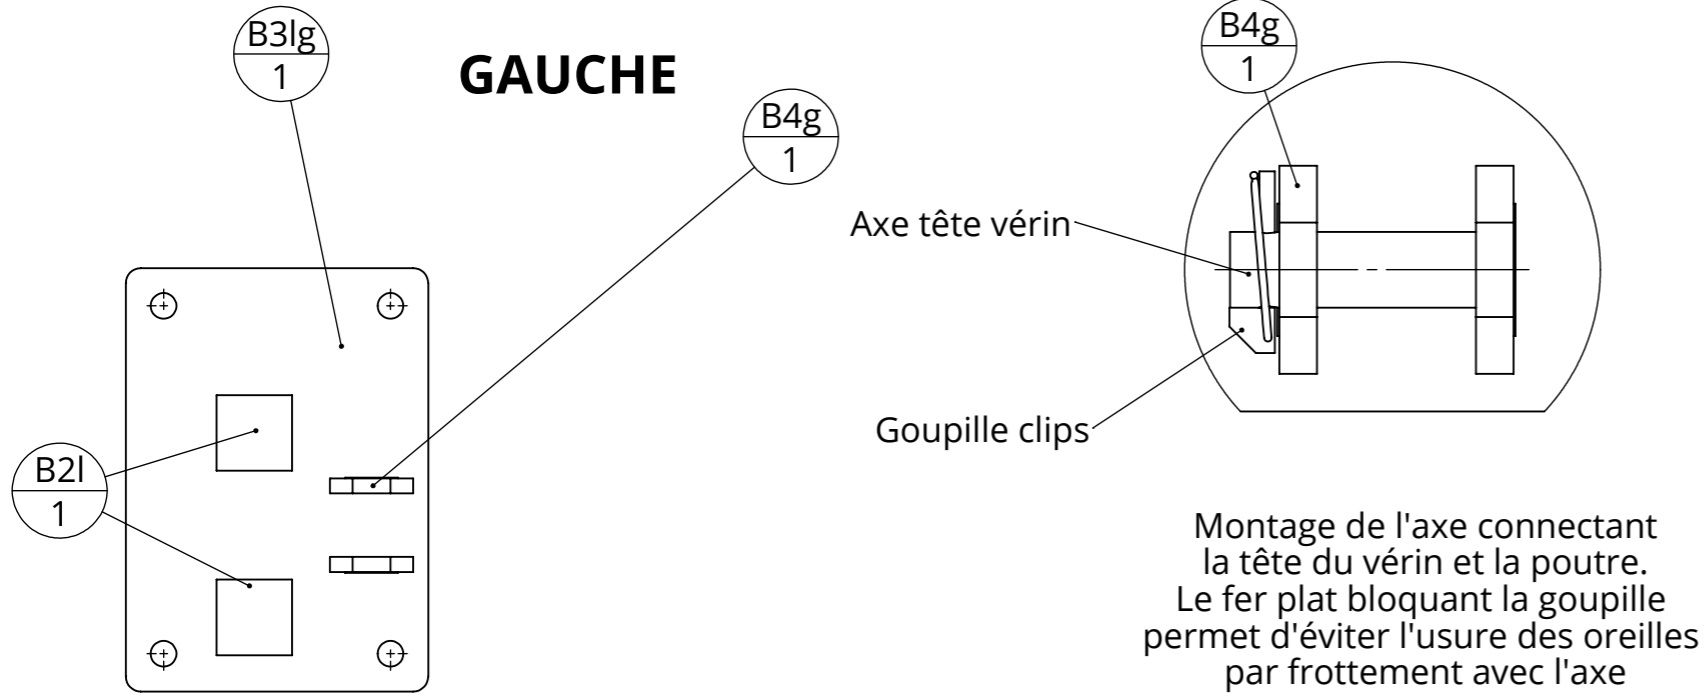 B3lg
1
GAUCHE
B4g
1
B4g
1
Axe tête vérin
Goupille clips
B2l
1
Montage de l'axe connectant
la tête du vérin et la poutre.
Le fer plat bloquant la goupille
permet d'éviter l'usure des oreilles
par frottement avec l'axe